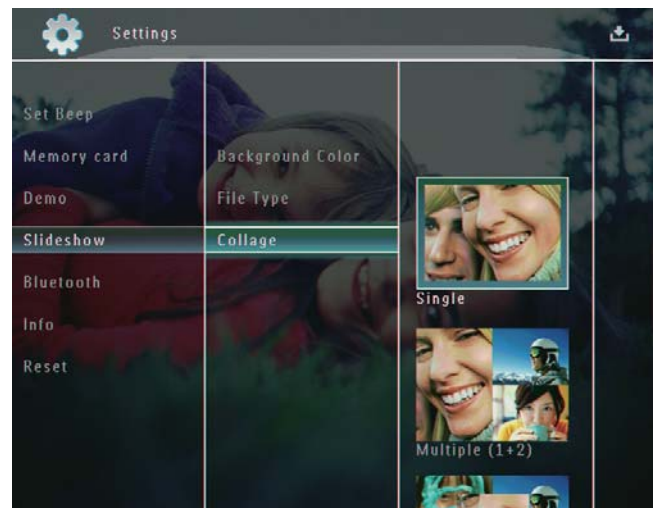 Settings
Set Beep
Memory card
Demo
Slideshow
Bluetooth
Info
Reset
Background Color
File Type
Collage
Single
Multiple (1+2)